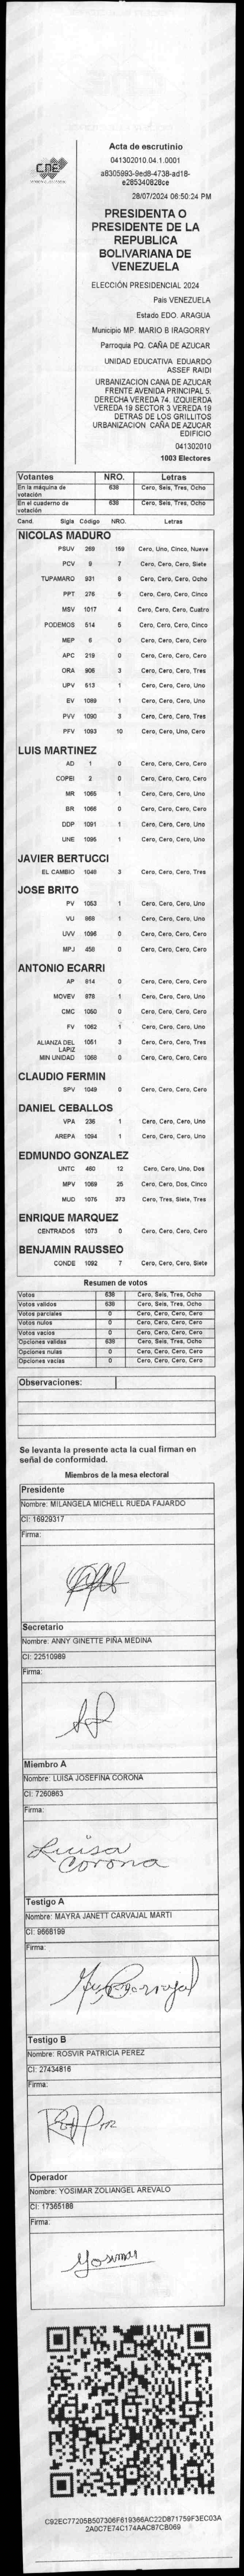 CNE
Acta de escrutinio
041302010.04.1.0001
a8305993-9ed8-4738-ad18-
e285340828ce
28/07/2024 06:50:24 PM
PRESIDENTA O
PRESIDENTE DE LA
REPUBLICA
BOLIVARIANA DE
VENEZUELA
ELECCIÓN PRESIDENCIAL 2024
País VENEZUELA
Estado EDO. ARAGUA
Municipio MP. MARIO B IRAGORRY
Parroquia PQ. CAÑA DE AZUCAR
UNIDAD EDUCATIVA EDUARDO
ASSEF RAIDI
URBANIZACION CANA DE AZUCAR
FRENTE AVENIDA PRINCIPAL 5.
DERECHA VEREDA 74. IZQUIERDA
VEREDA 19 SECTOR 3 VEREDA 19
DETRAS DE LOS GRILLITOS
URBANIZACION CAÑA DE AZUCAR
EDIFICIO
041302010
1003 Electores
Votantes NRO. Letras
En la máquina de votación 638 Cero, Seis, Tres, Ocho
En el cuaderno de votación 638 Cero, Seis, Tres, Ocho
Cand. Sigla Código NRO. Letras
NICOLAS MADURO
PSUV 269 159 Cero, Uno, Cinco, Nueve
PCV 9 7 Cero, Cero, Cero, Siete
TUPAMARO 931 8 Cero, Cero, Cero, Ocho
PPT 276 5 Cero, Cero, Cero, Cinco
MSV 1017 4 Cero, Cero, Cero, Cuatro
PODEMOS 514 5 Cero, Cero, Cero, Cinco
MEP 6 0 Cero, Cero, Cero, Cero
APC 219 0 Cero, Cero, Cero, Cero
ORA 906 3 Cero, Cero, Cero, Tres
UPV 513 1 Cero, Cero, Cero, Uno
EV 1089 1 Cero, Cero, Cero, Uno
PVV 1090 3 Cero, Cero, Cero, Tres
PFV 1093 10 Cero, Cero, Uno, Cero
LUIS MARTINEZ
AD 1 0 Cero, Cero, Cero, Cero
COPEI 2 0 Cero, Cero, Cero, Cero
MR 1065 1 Cero, Cero, Cero, Uno
BR 1066 0 Cero, Cero, Cero, Cero
DDP 1091 1 Cero, Cero, Cero, Uno
UNE 1095 1 Cero, Cero, Cero, Uno
JAVIER BERTUCCI
EL CAMBIO 1046 3 Cero, Cero, Cero, Tres
JOSE BRITO
PV 1053 1 Cero, Cero, Cero, Uno
VU 868 1 Cero, Cero, Cero, Uno
UVV 1096 0 Cero, Cero, Cero, Cero
MPJ 458 0 Cero, Cero, Cero, Cero
ANTONIO ECARRI
AP 914 0 Cero, Cero, Cero, Cero
MOVEV 878 1 Cero, Cero, Cero, Uno
CMC 1050 0 Cero, Cero, Cero, Cero
FV 1062 1 Cero, Cero, Cero, Uno
ALIANZA DEL LAPIZ 1051 3 Cero, Cero, Cero, Tres
MIN UNIDAD 1068 0 Cero, Cero, Cero, Cero
CLAUDIO FERMIN
SPV 1049 0 Cero, Cero, Cero, Cero
DANIEL CEBALLOS
VPA 236 1 Cero, Cero, Cero, Uno
AREPA 1094 1 Cero, Cero, Cero, Uno
EDMUNDO GONZALEZ
UNTC 460 12 Cero, Cero, Uno, Dos
MPV 1069 25 Cero, Cero, Dos, Cinco
MUD 1075 373 Cero, Tres, Siete, Tres
ENRIQUE MARQUEZ
CENTRADOS 1073 0 Cero, Cero, Cero, Cero
BENJAMIN RAUSSEO
CONDE 1092 7 Cero, Cero, Cero, Siete
Resumen de votos
Votos 638 Cero, Seis, Tres, Ocho
Votos validos 638 Cero, Seis, Tres, Ocho
Votos parciales 0 Cero, Cero, Cero, Cero
Votos nulos 0 Cero, Cero, Cero, Cero
Votos vacios 0 Cero, Cero, Cero, Cero
Opciones validas 638 Cero, Seis, Tres, Ocho
Opciones nulas 0 Cero, Cero, Cero, Cero
Opciones vacias 0 Cero, Cero, Cero, Cero
Observaciones:
Se levanta la presente acta la cual firman en
señal de conformidad.
Miembros de la mesa electoral
Presidente
Nombre: MILANGELA MICHELL RUEDA FAJARDO
CI: 16929317
Firma:
Secretario
Nombre: ANNY GINETTE PIÑA MEDINA
CI: 22510989
Firma:
Miembro A
Nombre: LUISA JOSEFINA CORONA
CI: 7260863
Firma:
Luisa
Corona
Testigo A
Nombre: MAYRA JANETT CARVAJAL MARTI
CI: 9668199
Firma:
Testigo B
Nombre: ROSVIR PATRICIA PEREZ
CI: 27434816
Firma:
Operador
Nombre: YOSIMAR ZOLIANGEL AREVALO
CI: 17365188
Firma:
Yosimar
C92EC77205B507306F619366AC22D871759F3EC03A
2A0C7E74C174AAC87CB069